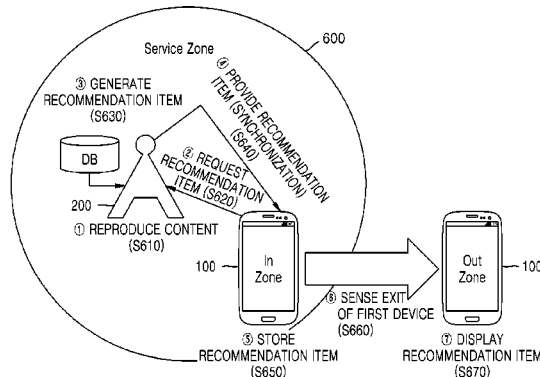 600
Service Zone
③ GENERATE
RECOMMENDATION ITEM
(S630)
④ PROVIDE RECOMMENDATION
ITEM (SYNCHRONIZATION)
(S640)
DB
② REQUEST
RECOMMENDATION
ITEM (S620)
200
① REPRODUCE CONTENT
(S610)
100
In
Zone
Out
Zone
100
⑥ SENSE EXIT
OF FIRST DEVICE
(S660)
⑤ STORE
RECOMMENDATION ITEM
(S650)
⑦ DISPLAY
RECOMMENDATION ITEM
(S670)